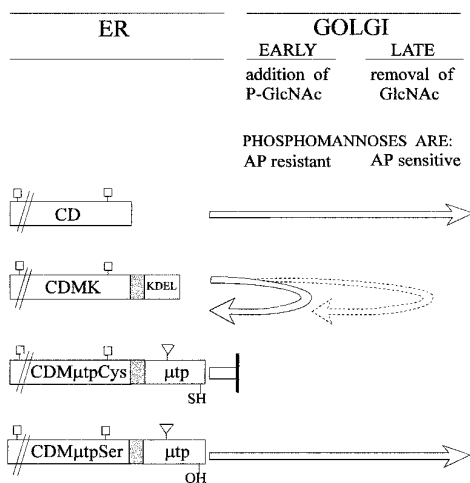 ER
GOLGI
EARLY
LATE
addition of
P-GlcNAc
removal of
GlcNAc
PHOSPHOMANNOSES ARE:
AP resistant
AP sensitive
CD
CDMK
KDEL
CDMμtpCys
μtp
SH
CDMμtpSer
μtp
OH